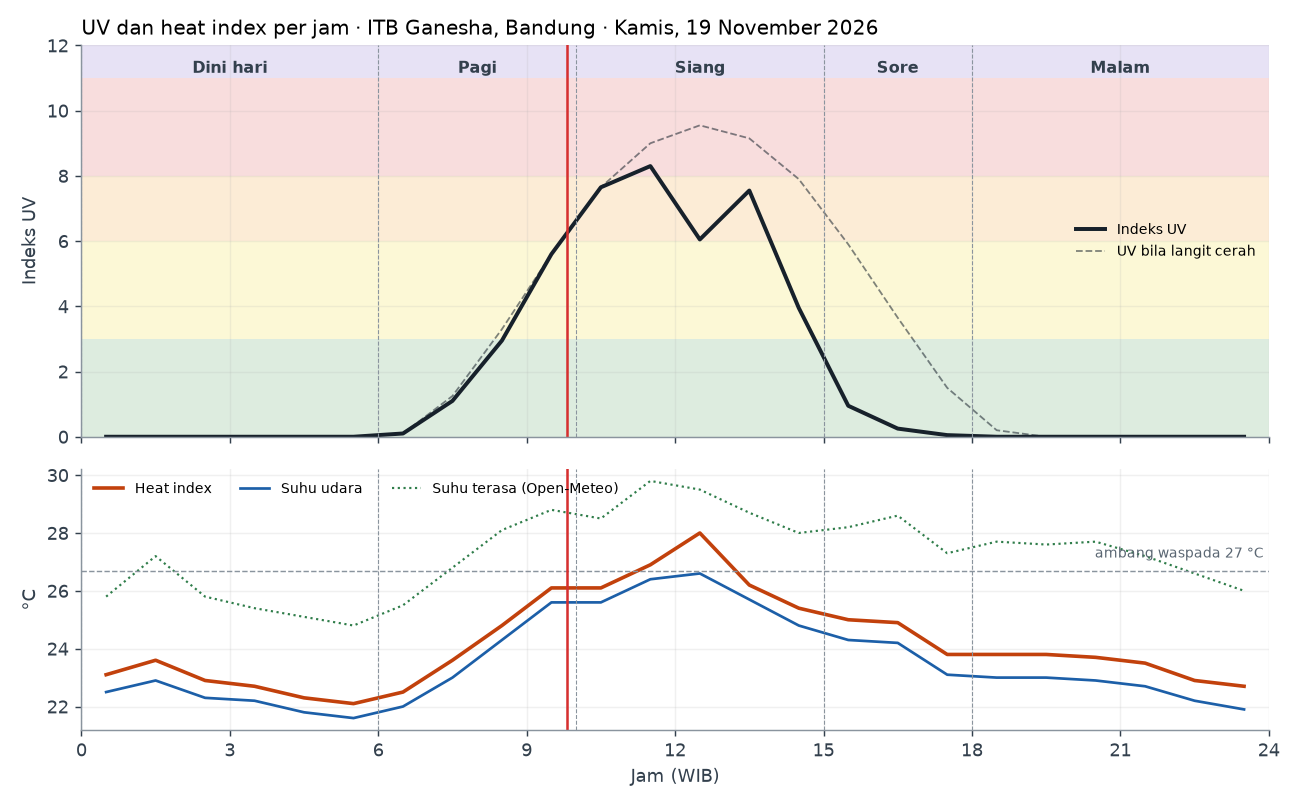 UV dan heat index per jam · ITB Ganesha, Bandung · Kamis, 19 November 2026
12
10
8
6
4
2
0
Indeks UV
Dini hari
Pagi
Siang
Sore
Malam
Indeks UV
UV bila langit cerah
30
28
26
24
22
°C
Heat index
Suhu udara
Suhu terasa (Open-Meteo)
ambang waspada 27 °C
0 3 6 9 12 15 18 21 24
Jam (WIB)